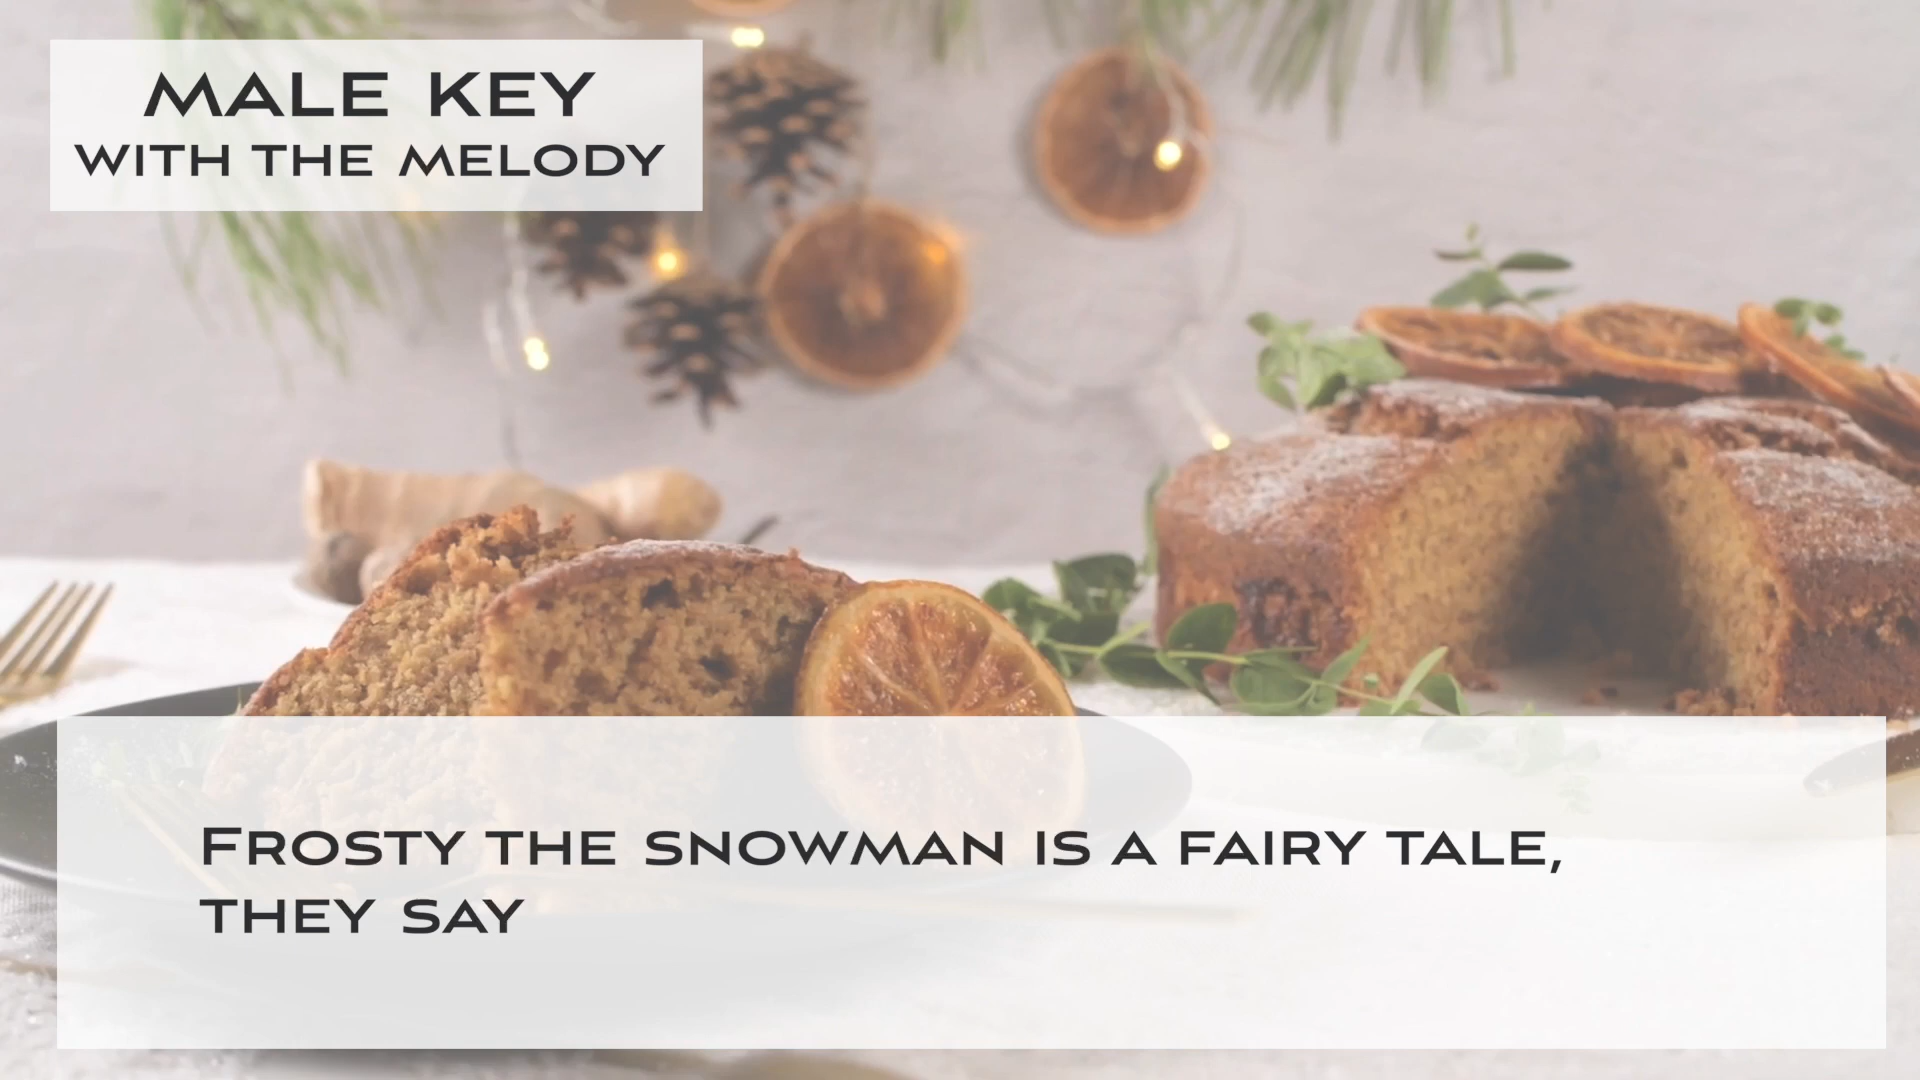 MALE KEY
WITH THE MELODY
FROSTY THE SNOWMAN IS A FAIRY TALE,
THEY SAY